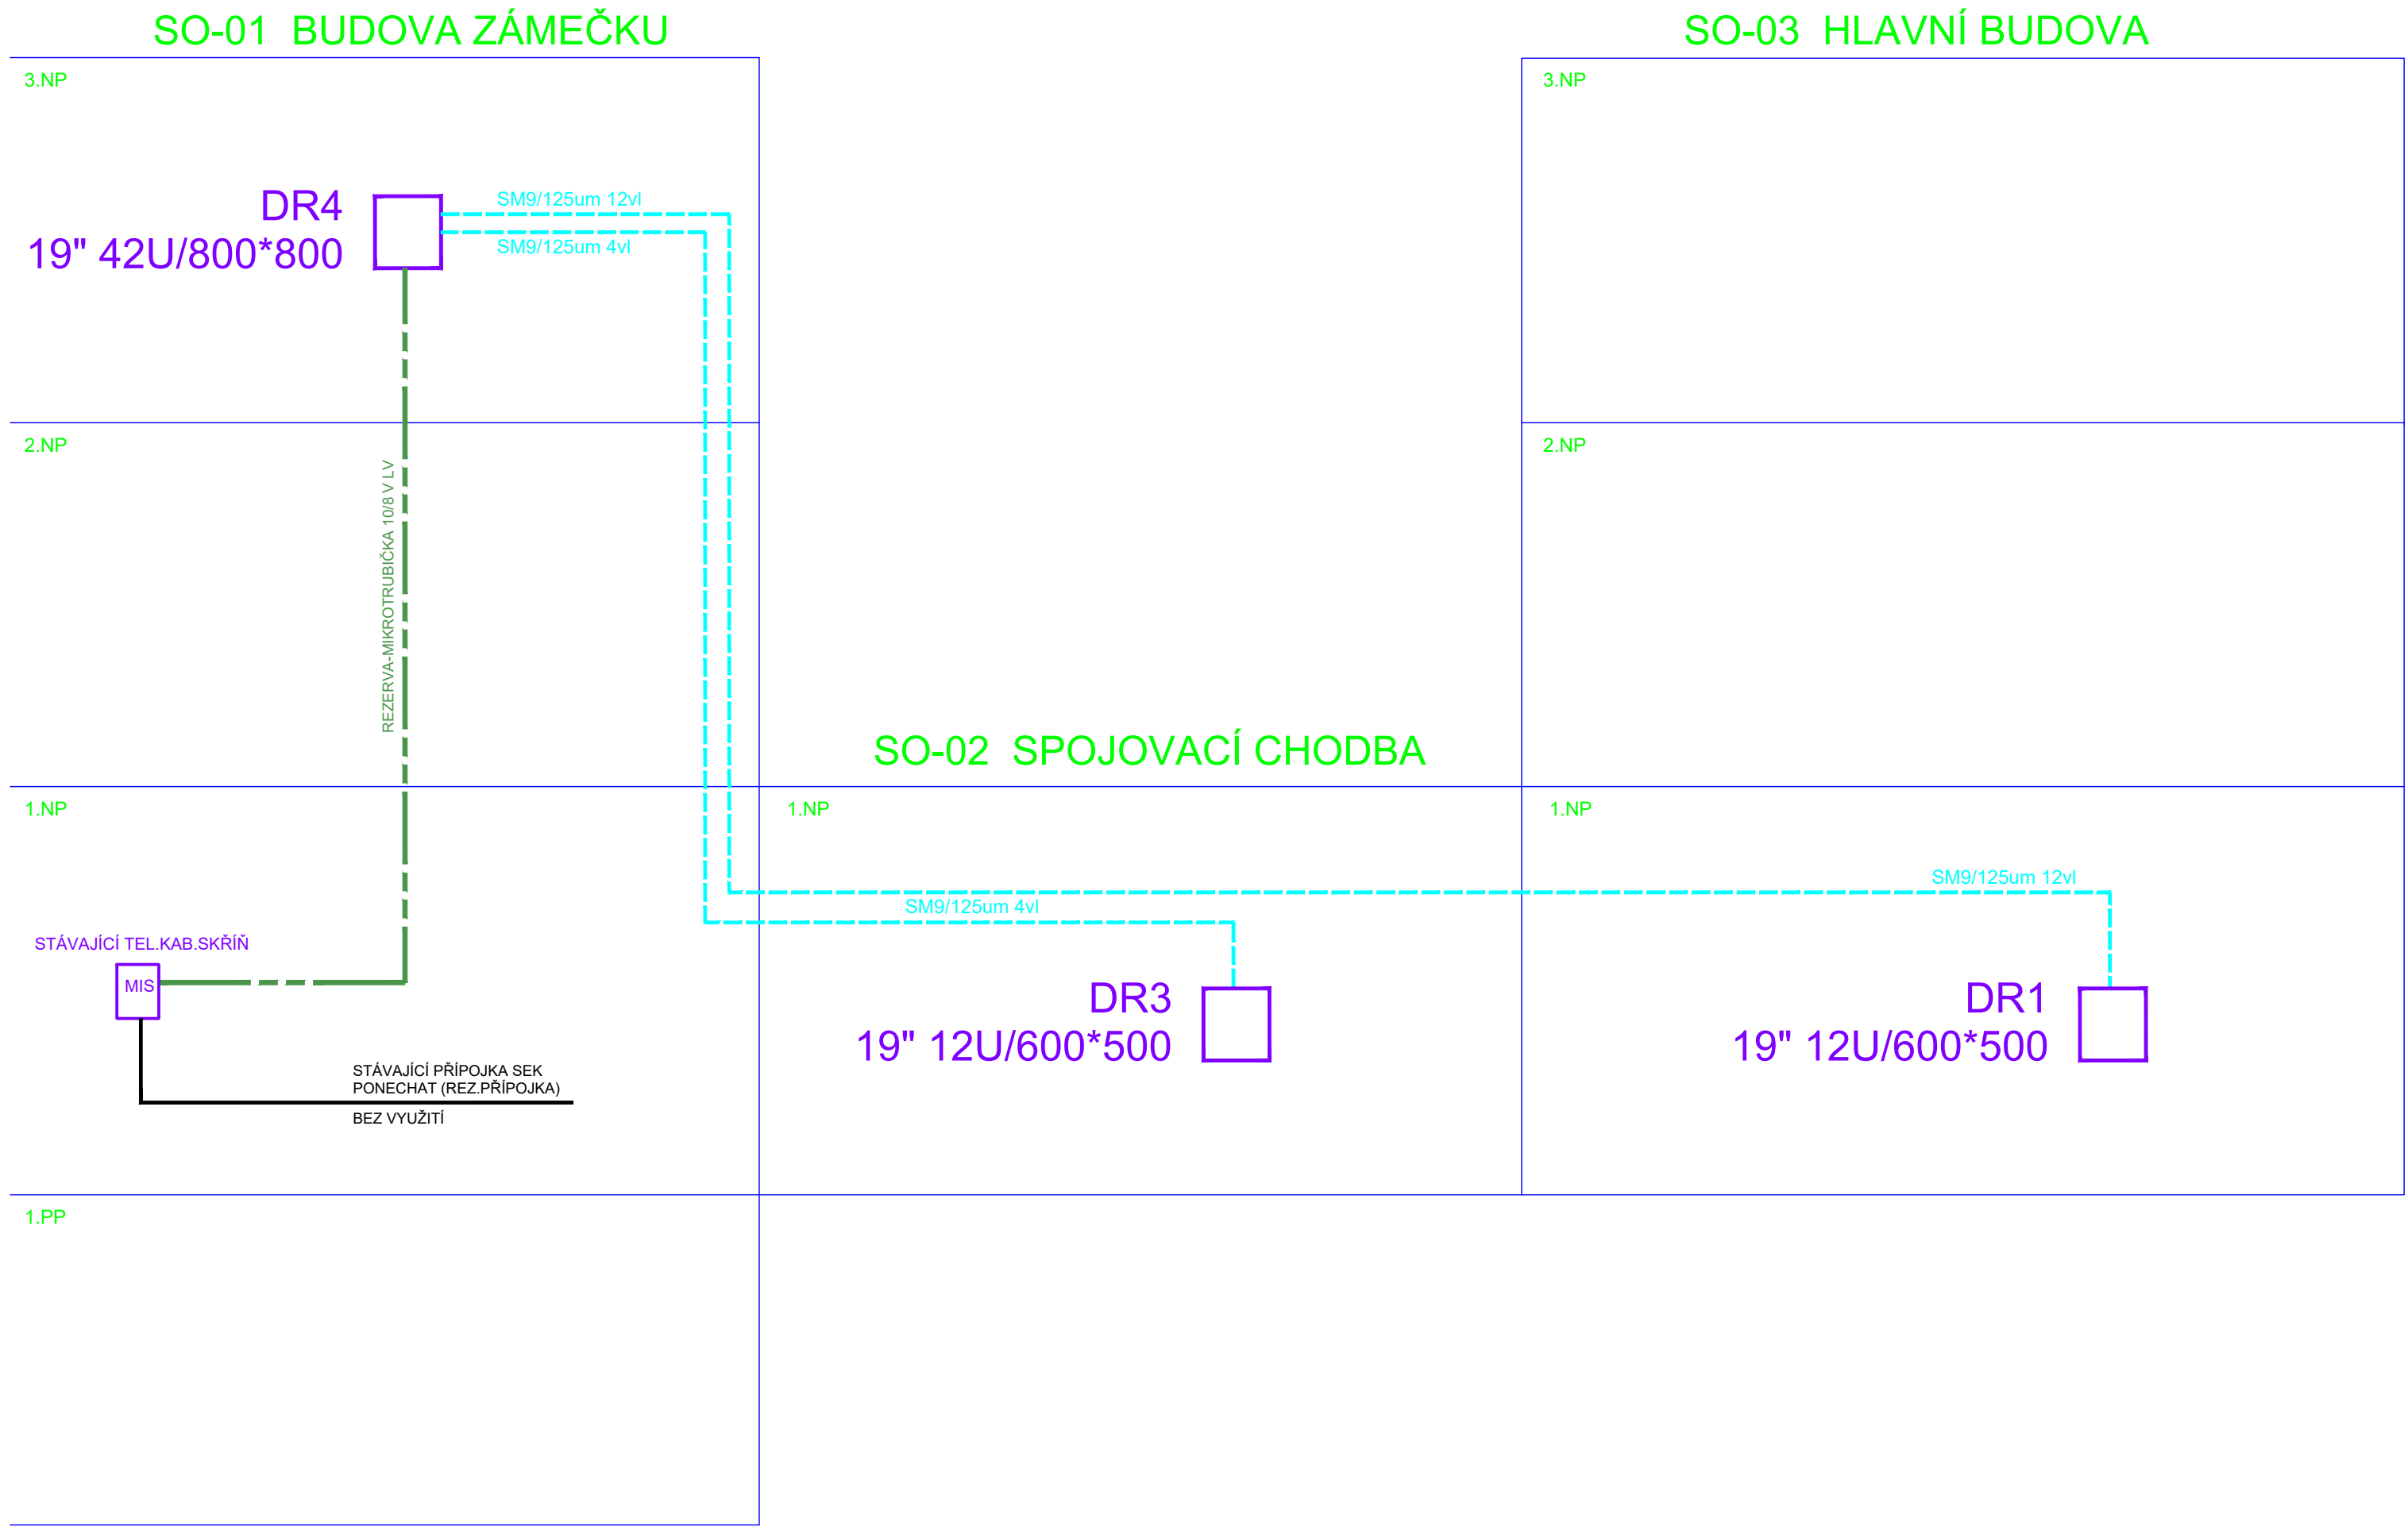 SO-01 BUDOVA ZÁMEČKU
SO-03 HLAVNÍ BUDOVA
3.NP
3.NP
DR4
19" 42U/800*800
SM9/125um 12vl
SM9/125um 4vl
2.NP
2.NP
REZERVA-MIKROTRUBIČKA 10/8 V LV
SO-02 SPOJOVACÍ CHODBA
1.NP
1.NP
1.NP
SM9/125um 12vl
SM9/125um 4vl
STÁVAJÍCÍ TEL.KAB.SKŘÍŇ
MIS
DR3
19" 12U/600*500
DR1
19" 12U/600*500
STÁVAJÍCÍ PŘÍPOJKA SEK
PONECHAT (REZ.PŘÍPOJKA)
BEZ VYUŽITÍ
1.PP